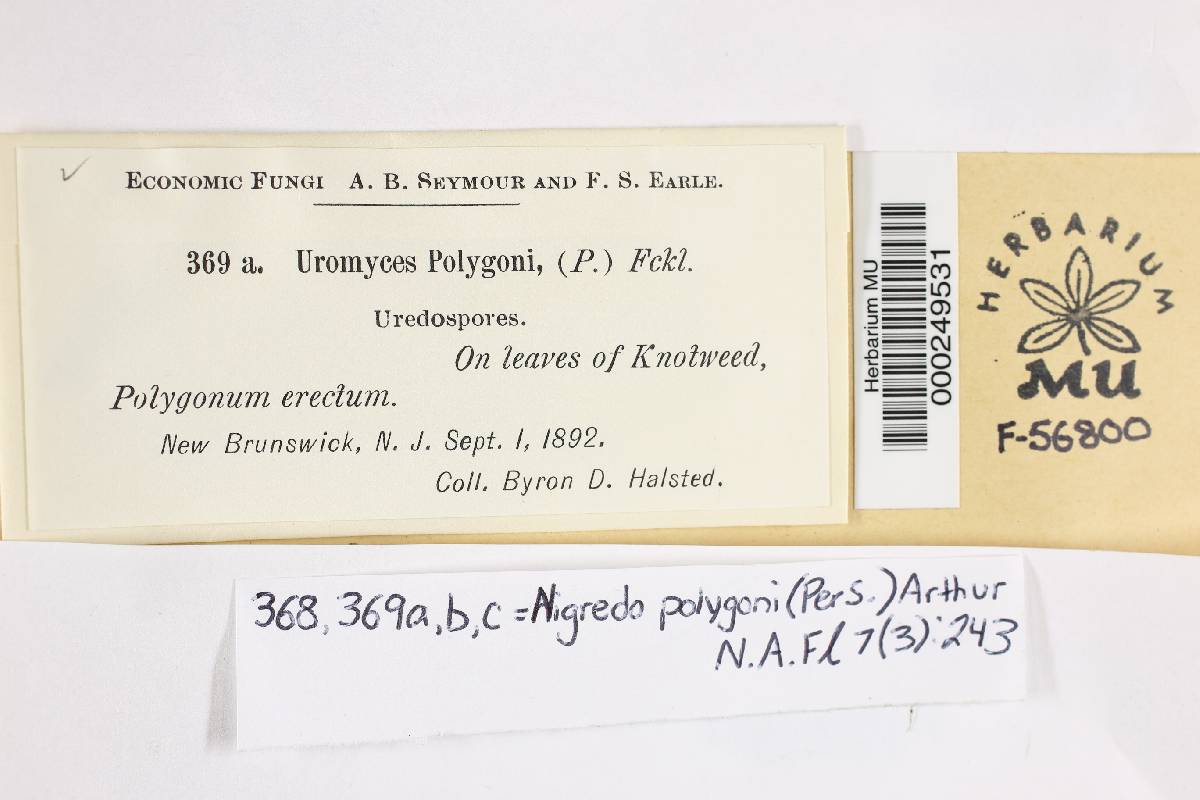 ECONOMIC FUNGI A. B. SEYMOUR AND F. S. EARLE.
369 a. Uromyces Polygoni, (P.) Fckl.
Uredospores.
On leaves of Knotweed,
Polygonum erectum.
New Brunswick, N. J. Sept. 1, 1892.
Coll. Byron D. Halsted.
Herbarium MU
000249531
HERBARIUM
MU
F-56800
368, 369a, b, c = Nigredo polygoni (Pers.) Arthur
N.A.Fl 7(3):243